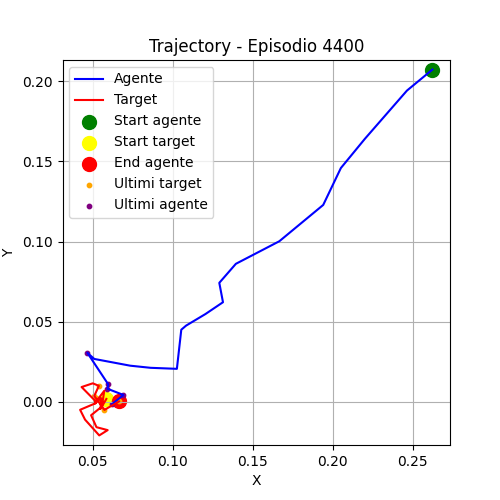 Trajectory - Episodio 4400
Agente
Target
Start agente
Start target
End agente
Ultimi target
Ultimi agente
Y
0.20
0.15
0.10
0.05
0.00
0.05
0.10
0.15
0.20
0.25
X